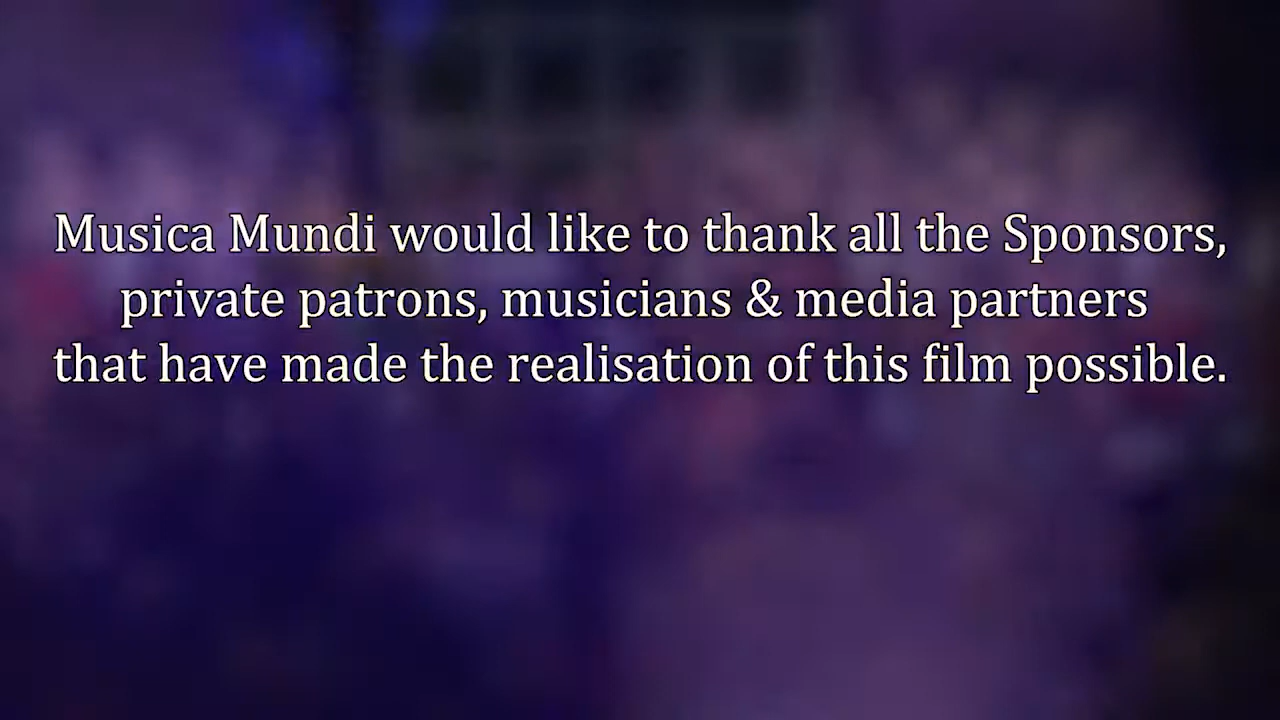 Musica Mundi would like to thank all the Sponsors,
private patrons, musicians & media partners
that have made the realisation of this film possible.